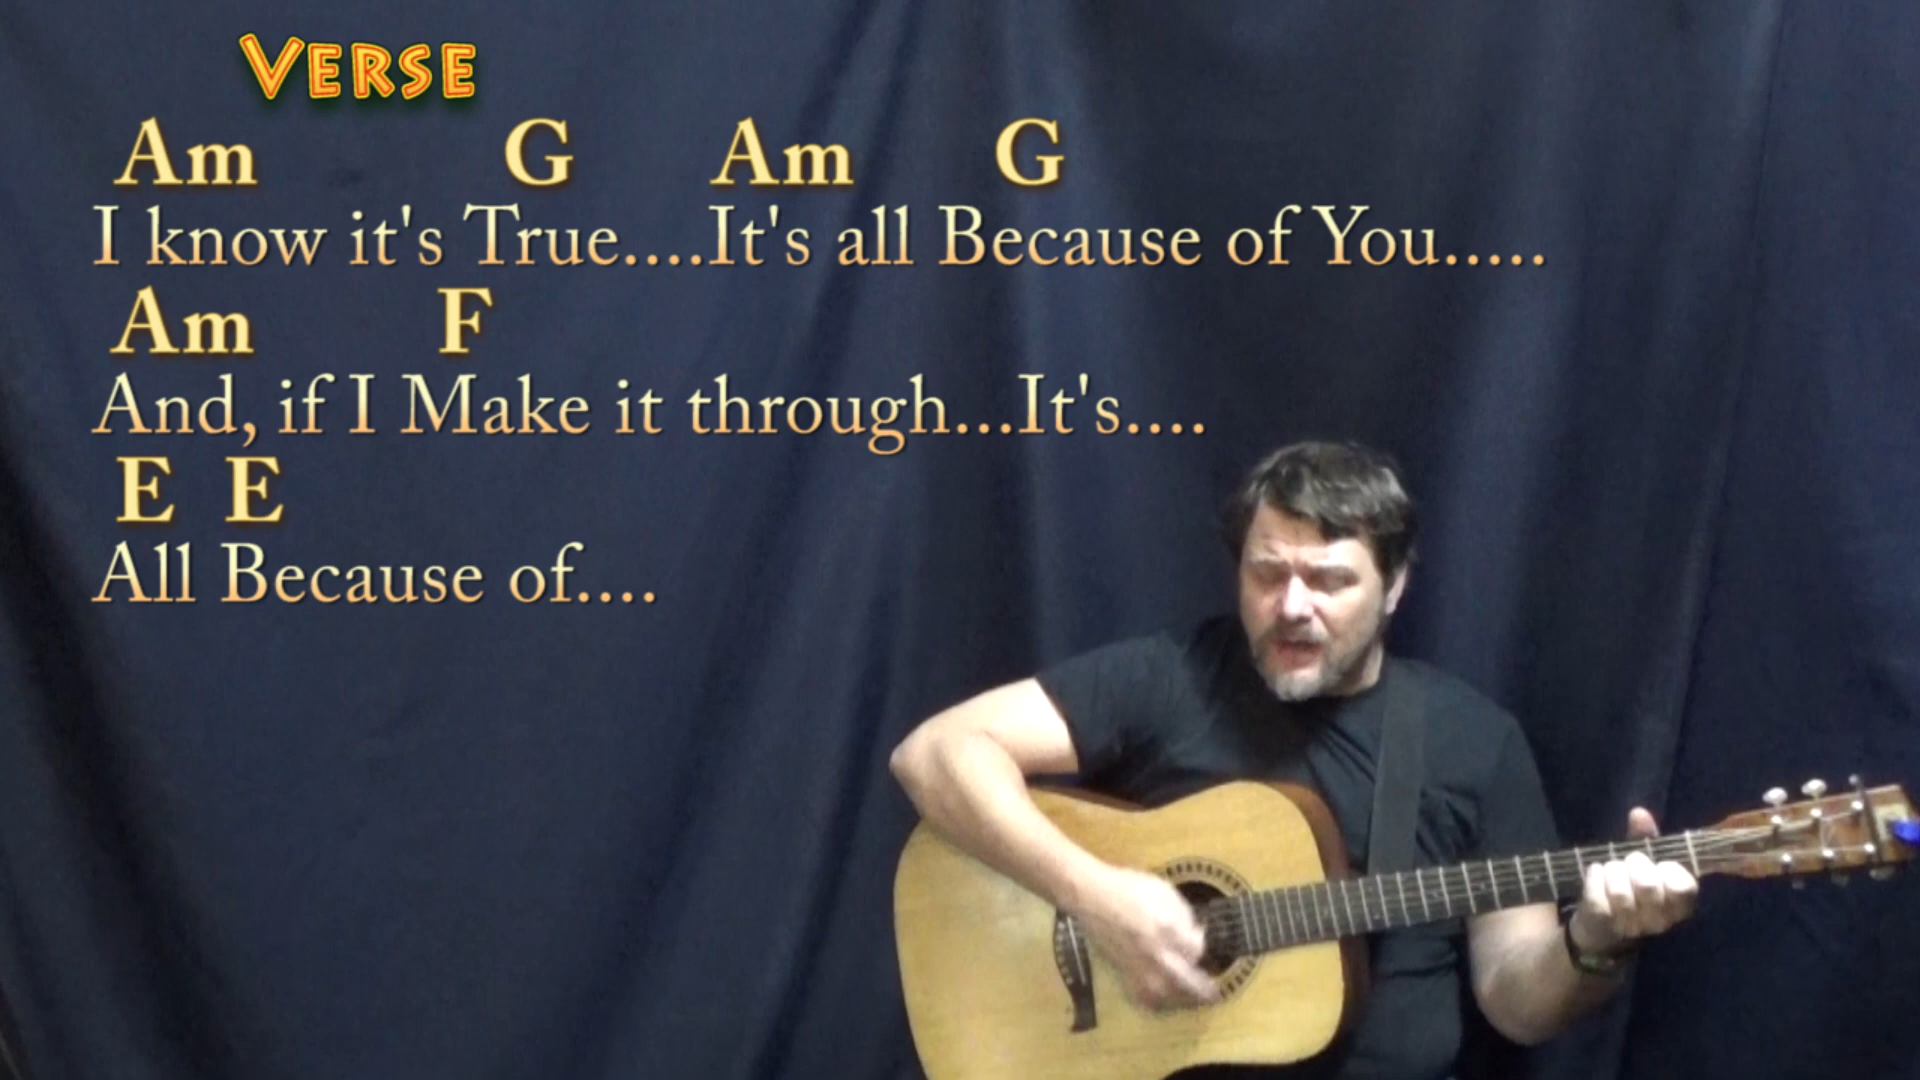 VERSE
Am G Am G
I know it's True....It's all Because of You.....
Am F
And, if I Make it through...It's....
E E
All Because of....